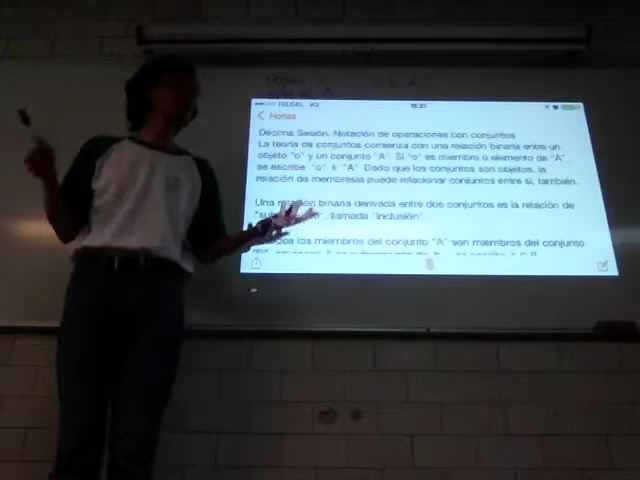 TELCEL 4G
Notas
Décima Sesión. Notación de operaciones con conjuntos
La teoría de conjuntos comienza con una relación binaria entre un
objeto "o" y un conjunto "A". Si "o" es miembro o elemento de "A",
se escribe "o" "A". Dado que los conjuntos son objetos, la
relación de membresía puede relacionar conjuntos entre sí, también.
Una relación binaria derivada entre dos conjuntos es la relación de
llamada "inclusión".
los miembros del conjunto "A" son miembros del conjunto